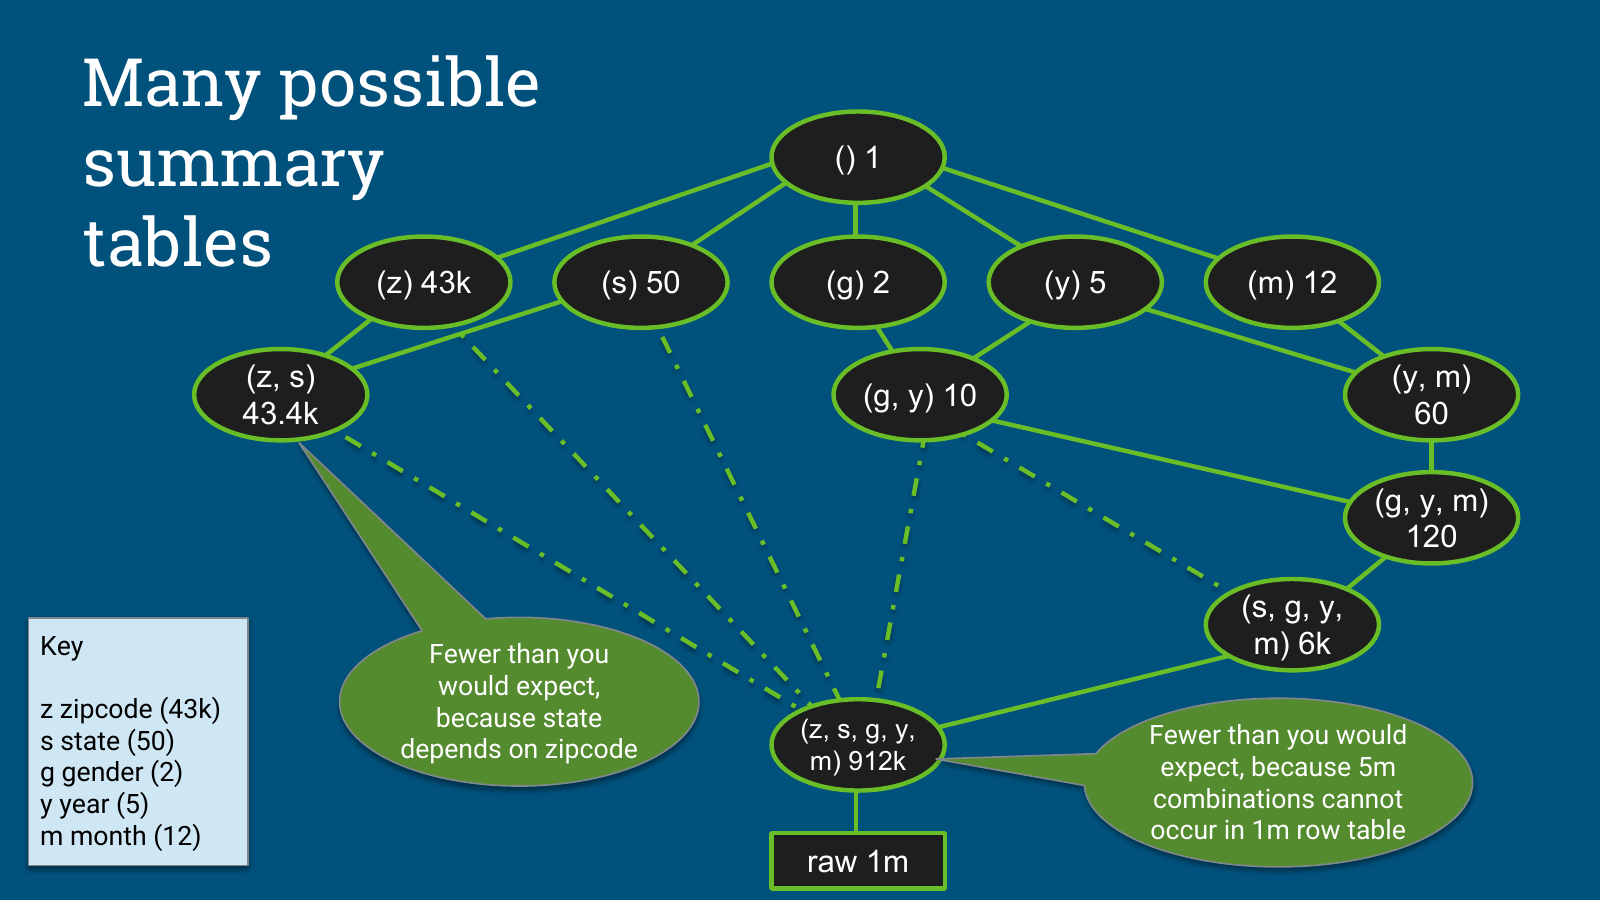 Many possible
summary
tables
() 1
(z) 43k
(s) 50
(g) 2
(y) 5
(m) 12
(z, s)
43.4k
(g, y) 10
(y, m)
60
(g, y, m)
120
(s, g, y,
m) 6k
Key
z zipcode (43k)
s state (50)
g gender (2)
y year (5)
m month (12)
Fewer than you
would expect,
because state
depends on zipcode
(z, s, g, y,
m) 912k
Fewer than you would
expect, because 5m
combinations cannot
occur in 1m row table
raw 1m